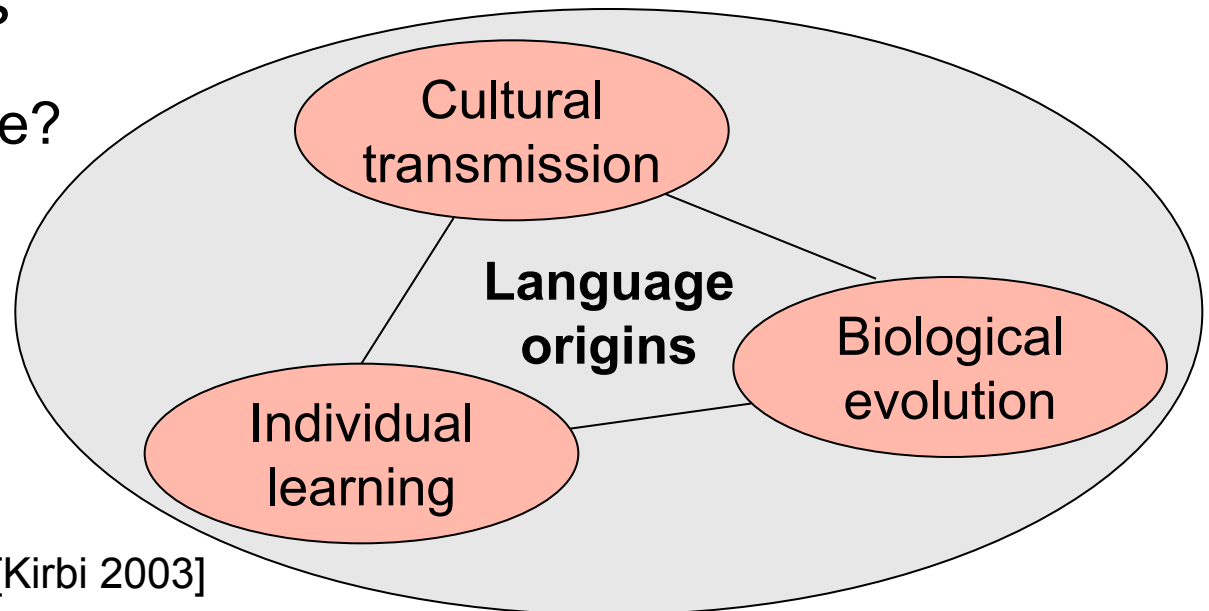 s
e?
Cultural
transmission
Language
origins
Biological
evolution
Individual
learning
[Kirbi 2003]